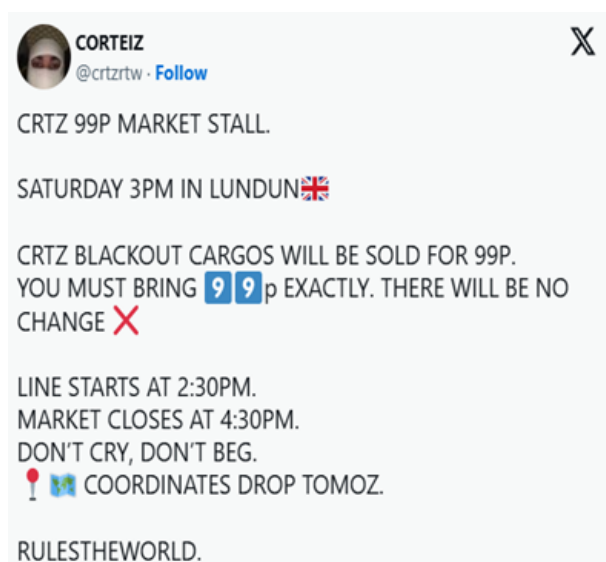 CORTEIZ
@crtzrtw · Follow
CRTZ 99P MARKET STALL.
SATURDAY 3PM IN LUNDUN🇬🇧
CRTZ BLACKOUT CARGOS WILL BE SOLD FOR 99P.
YOU MUST BRING 9️⃣9️⃣p EXACTLY. THERE WILL BE NO
CHANGE ❌
LINE STARTS AT 2:30PM.
MARKET CLOSES AT 4:30PM.
DON'T CRY, DON'T BEG.
📍🗺️ COORDINATES DROP TOMOZ.
RULESTHEWORLD.